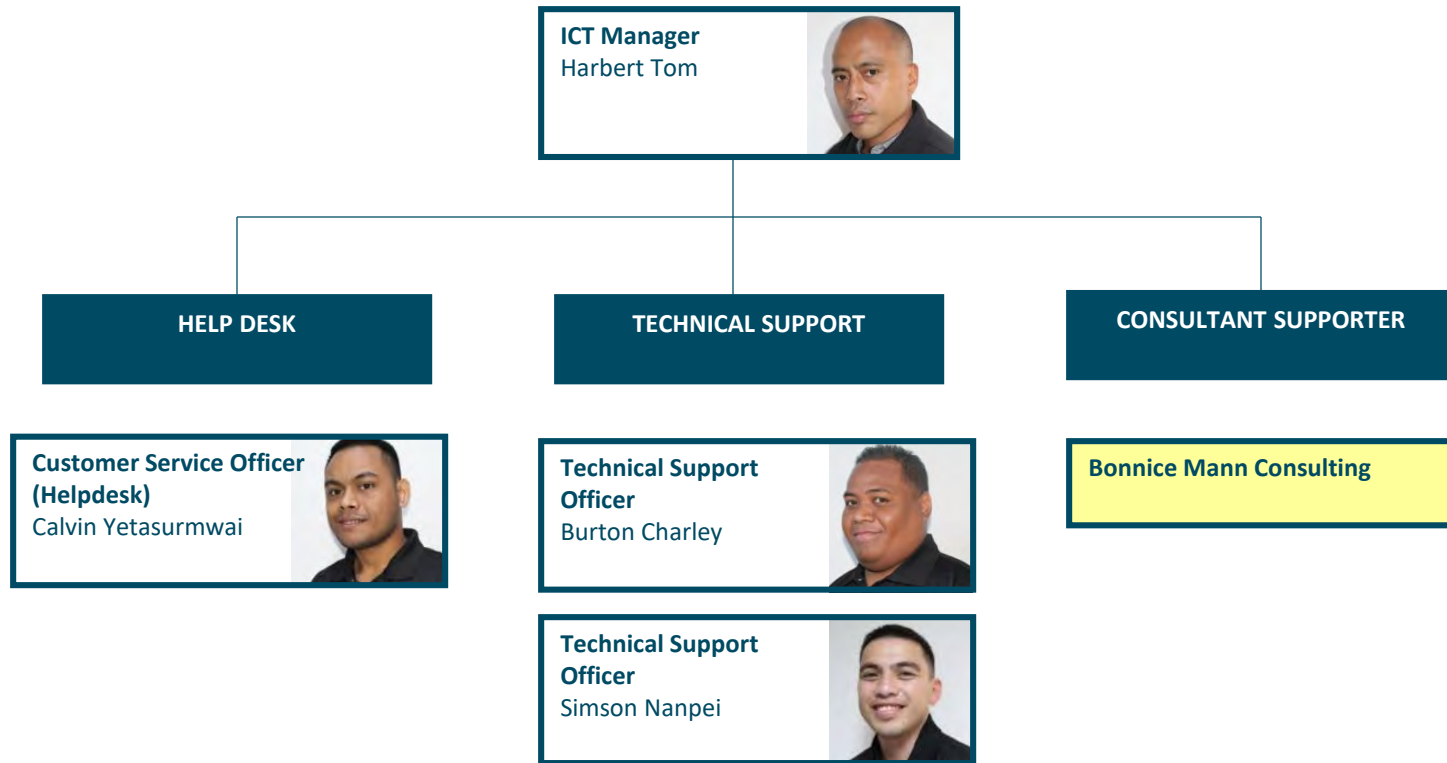 ICT Manager
Harbert Tom
HELP DESK
TECHNICAL SUPPORT
CONSULTANT SUPPORTER
Customer Service Officer
(Helpdesk)
Calvin Yetasurmwai
Technical Support
Officer
Burton Charley
Bonnice Mann Consulting
Technical Support
Officer
Simson Nanpei